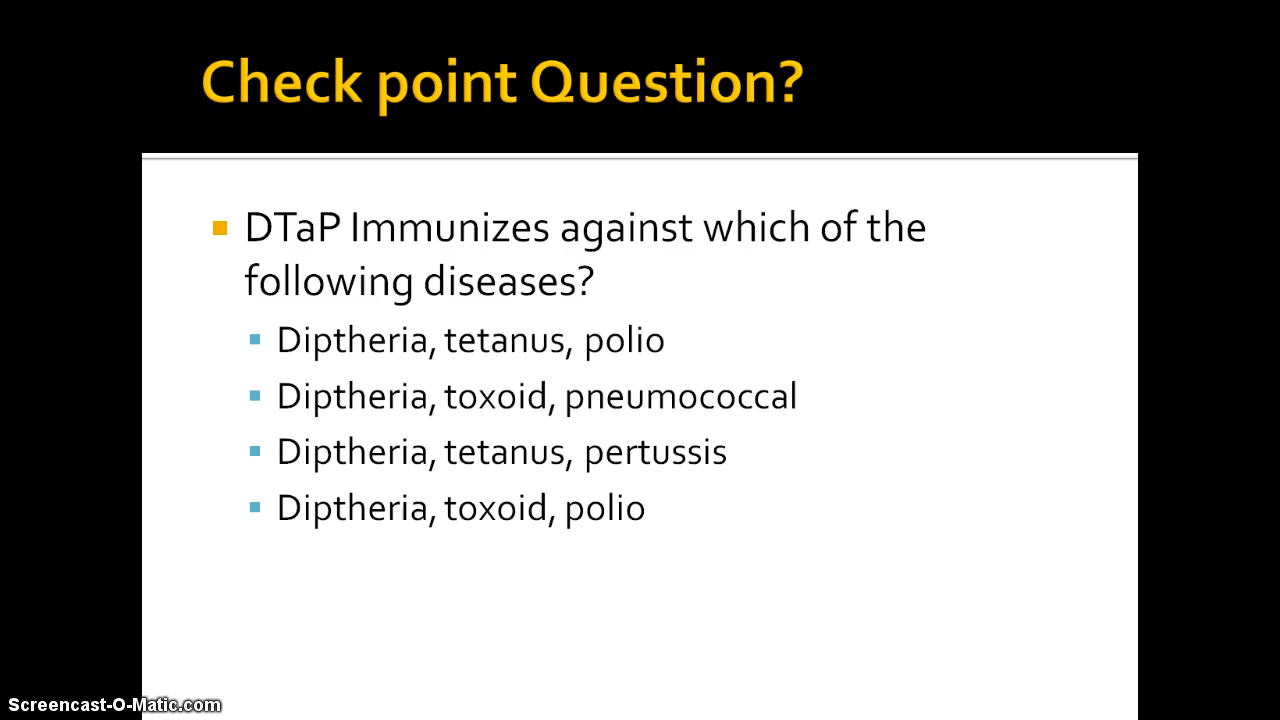 Check point Question?
DTaP Immunizes against which of the
following diseases?
Diptheria, tetanus, polio
Diptheria, toxoid, pneumococcal
Diptheria, tetanus, pertussis
Diptheria, toxoid, polio
Screencast-O-Matic.com